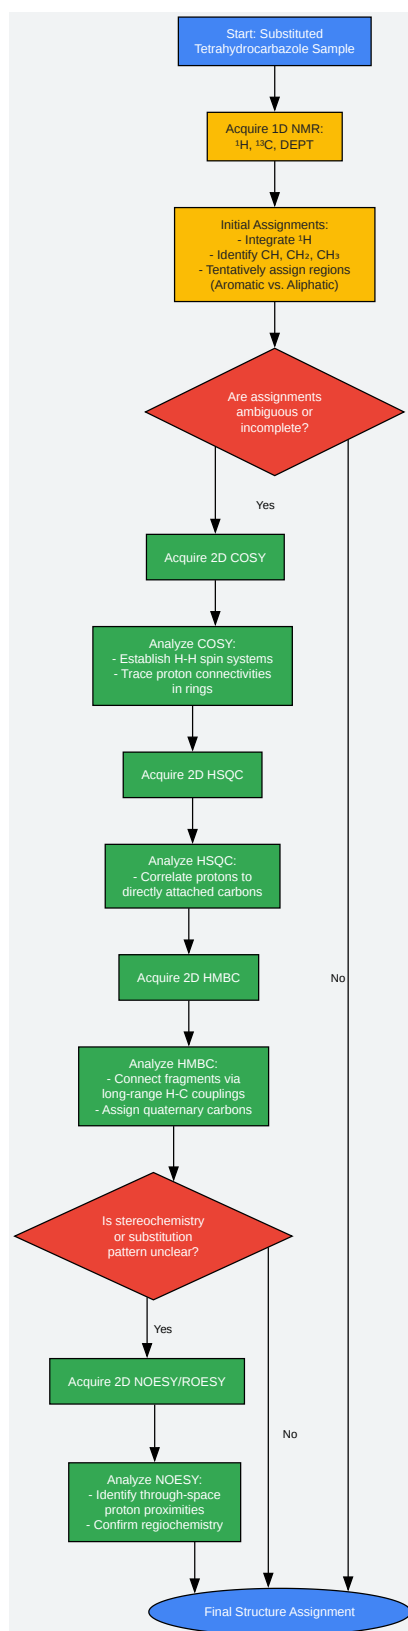 Start: Substituted
Tetrahydrocarbazole Sample
Acquire 1D NMR:
¹H, ¹³C, DEPT
Initial Assignments:
- Integrate ¹H
- Identify CH, CH₂, CH₃
- Tentatively assign regions
(Aromatic vs. Aliphatic)
Are assignments
ambiguous or
incomplete?
Yes
Acquire 2D COSY
Analyze COSY:
- Establish H-H spin systems
- Trace proton connectivities
in rings
Acquire 2D HSQC
Analyze HSQC:
- Correlate protons to
directly attached carbons
Acquire 2D HMBC
No
Analyze HMBC:
- Connect fragments via
long-range H-C couplings
- Assign quaternary carbons
Is stereochemistry
or substitution
pattern unclear?
Yes
Acquire 2D NOESY/ROESY
No
Analyze NOESY:
- Identify through-space
proton proximities
- Confirm regiochemistry
Final Structure Assignment